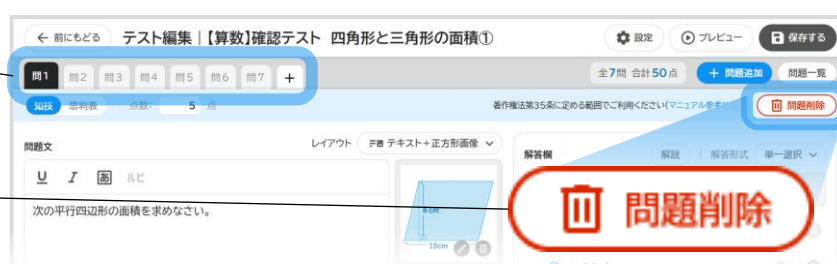 ← 前にもどる テスト編集｜【算数】確認テスト 四角形と三角形の面積① 設定 プレビュー 保存する
問1 問2 問3 問4 問5 問6 問7 + 全7問 合計50点 + 問題追加 問題一覧
知技 思判表 点数: 5 点 著作権法第35条に定める範囲でご利用ください(マニュアル参考 問題削除
問題文 レイアウト テキスト+正方形画像 解答欄 解説 解答形式 単一選択
U I あ ルビ
次の平行四辺形の面積を求めなさい。
8cm
10cm
問題削除